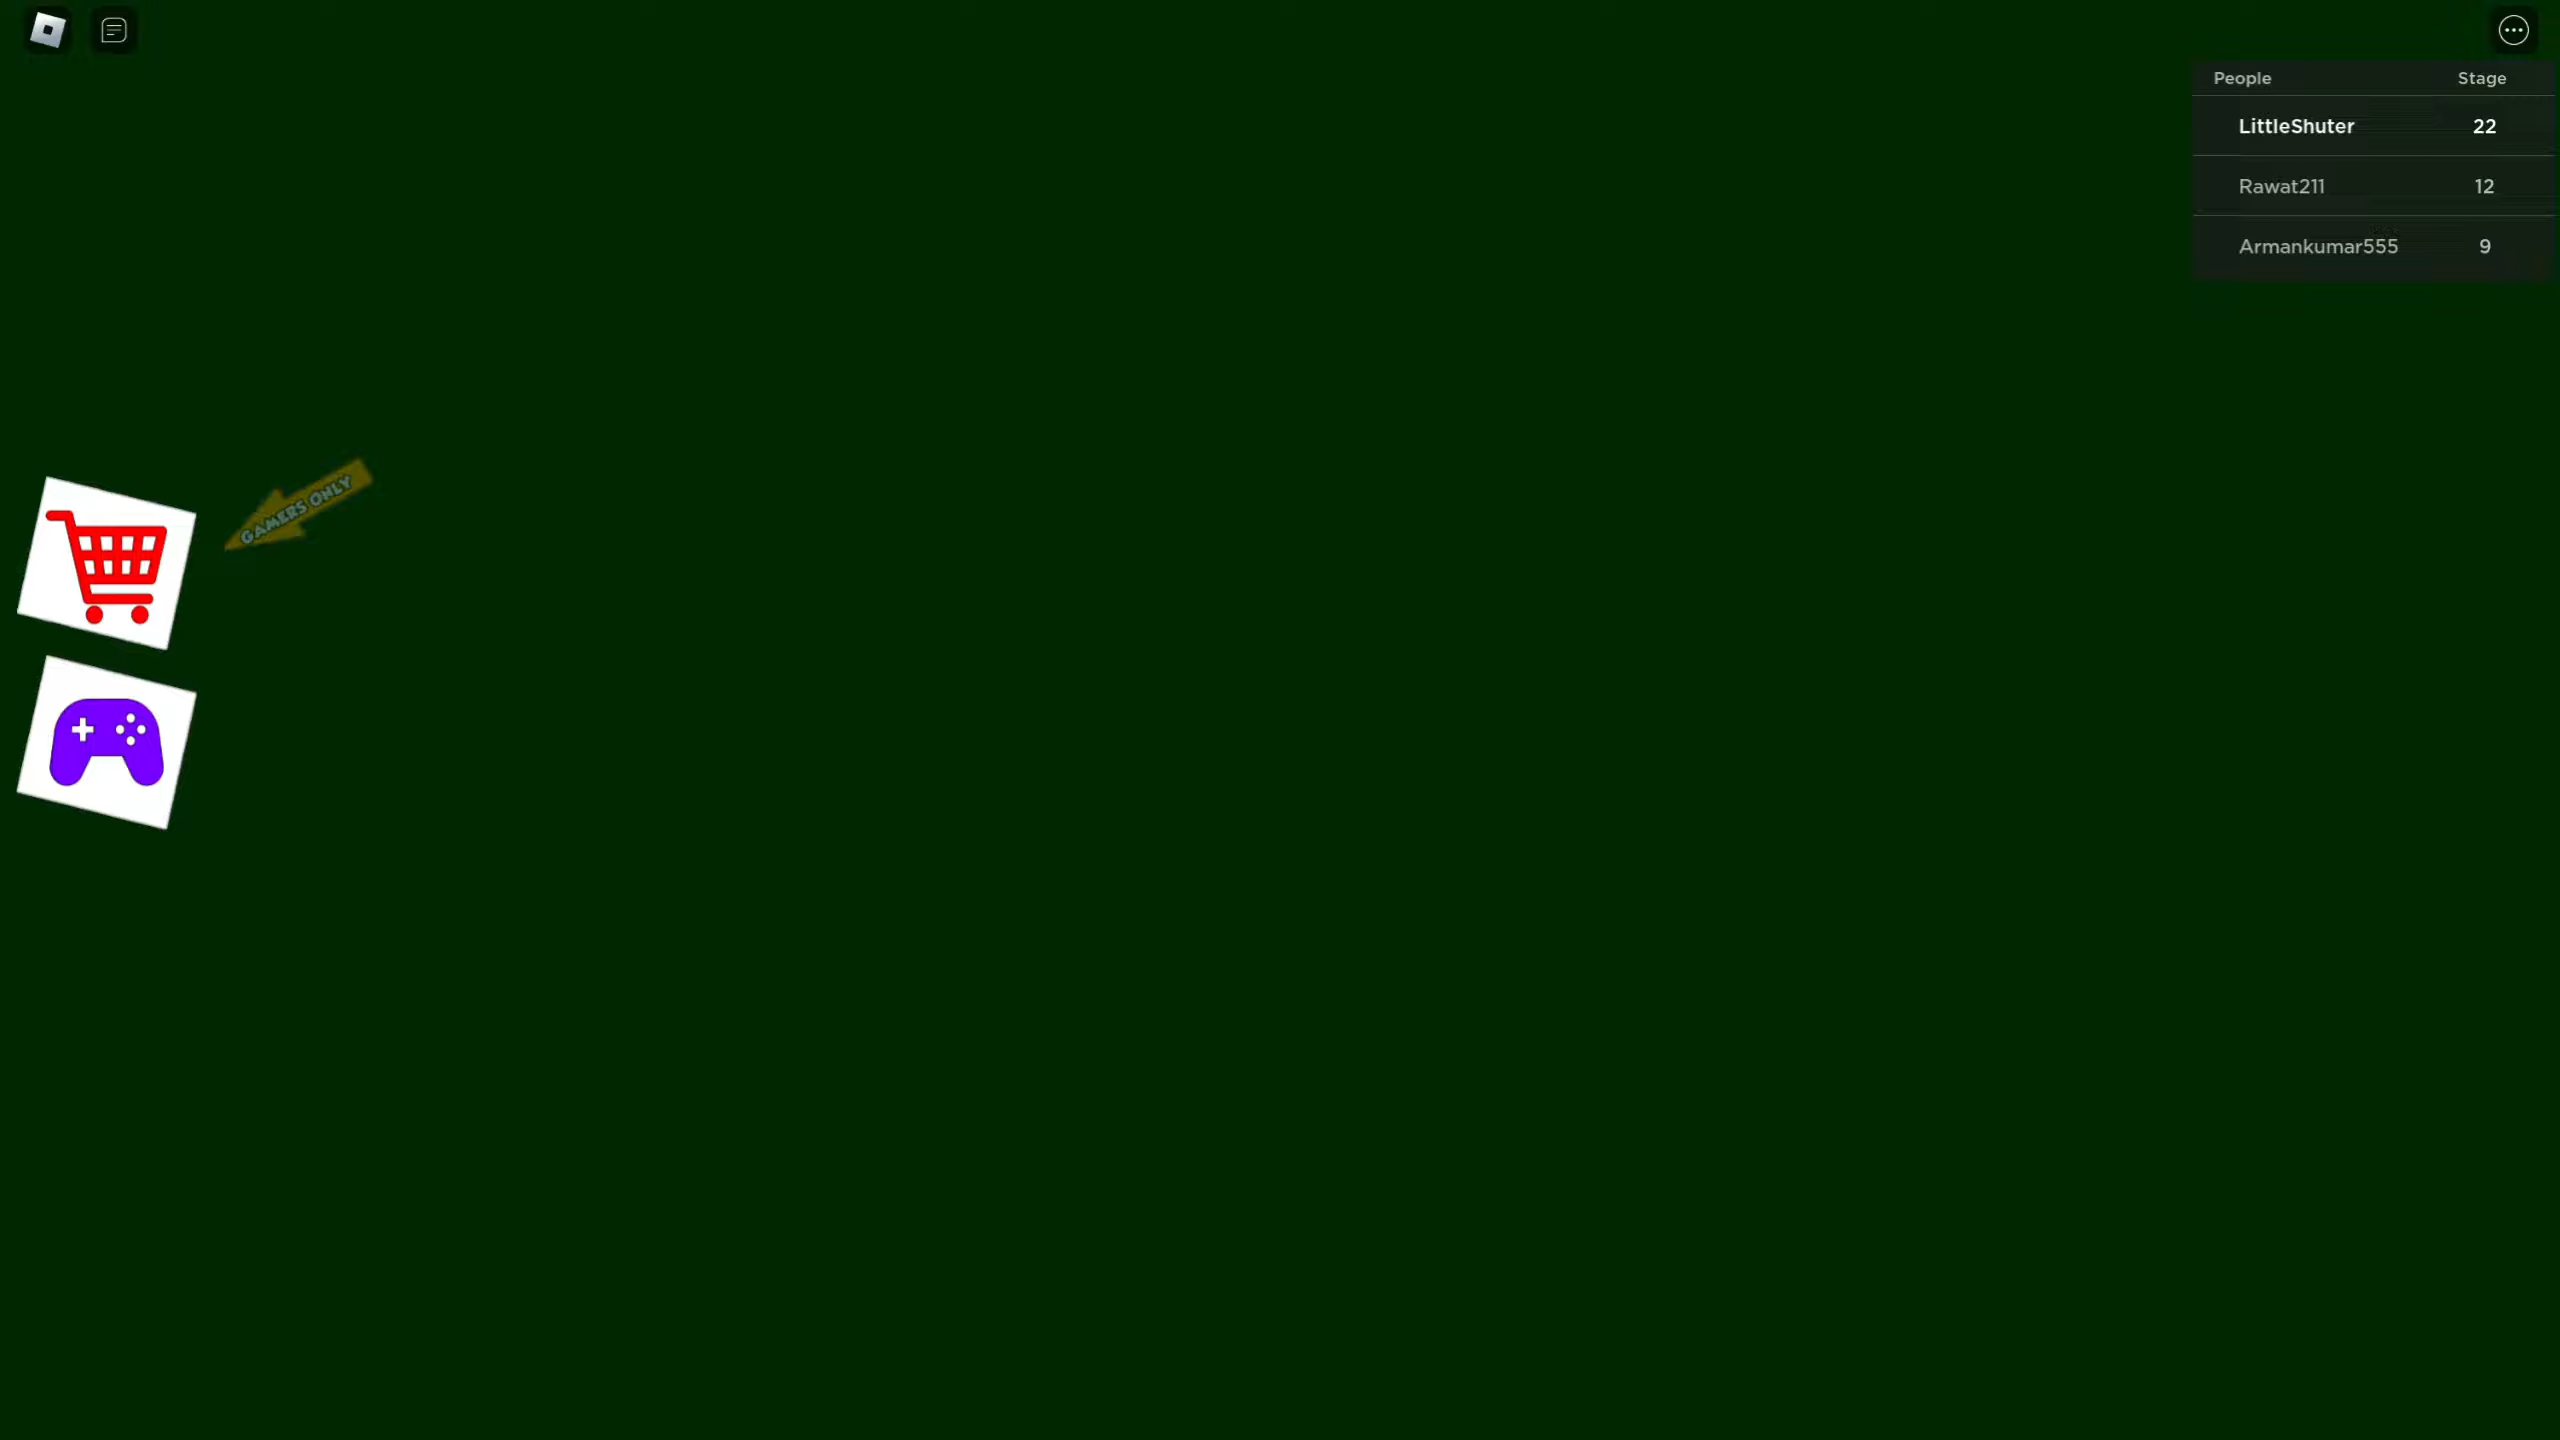 People Stage
LittleShuter 22
Rawat211 12
Armankumar555 9
GAMERS ONLY